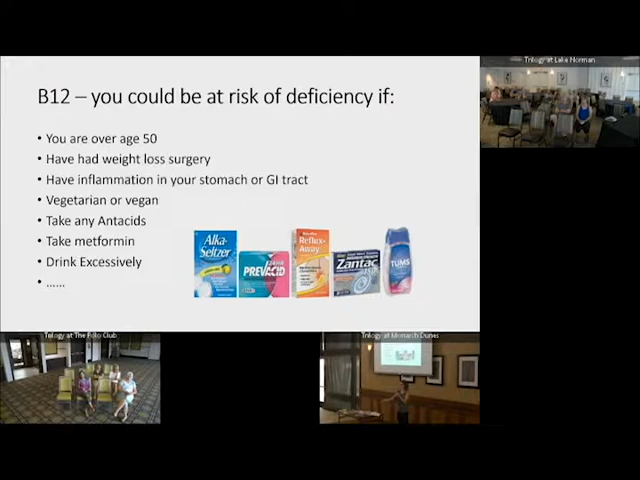 Trilogy at Lake Norman
B12 – you could be at risk of deficiency if:
• You are over age 50
• Have had weight loss surgery
• Have inflammation in your stomach or GI tract
• Vegetarian or vegan
• Take any Antacids
• Take metformin
• Drink Excessively
• ......
Alka-
Seltzer
PREVACID
Reflux-
Away
Zantac
TUMS
Trilogy at The Polo Club
Trilogy at Monarch Dunes